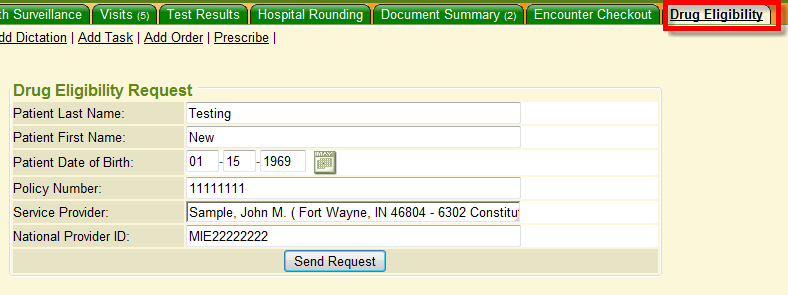 th Surveillance Visits (5) Test Results Hospital Rounding Document Summary (2) Encounter Checkout Drug Eligibility
dd Dictation | Add Task | Add Order | Prescribe |
Drug Eligibility Request
Patient Last Name: Testing
Patient First Name: New
Patient Date of Birth: 01 - 15 - 1969 MAY
Policy Number: 11111111
Service Provider: Sample, John M. ( Fort Wayne, IN 46804 - 6302 Constitu
National Provider ID: MIE22222222
Send Request